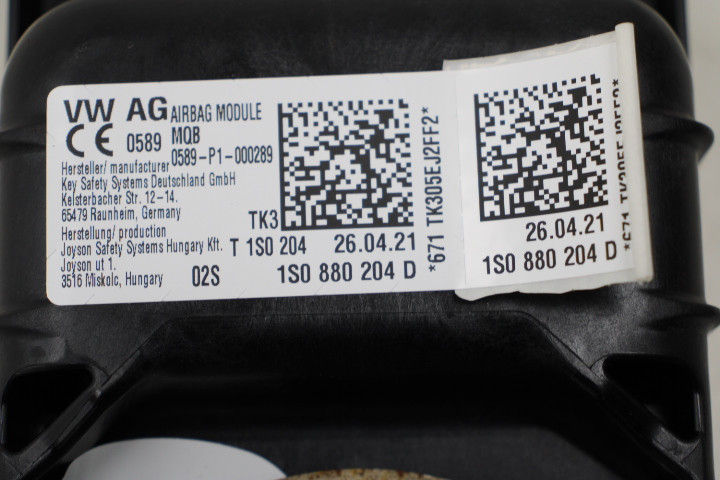 VW AG AIRBAG MODULE
CE 0589 MQB
0589-P1-000289
Hersteller/ manufacturer
Key Safety Systems Deutschland GmbH
Kelsterbacher Str. 12-14.
65479 Raunheim, Germany
Herstellung/ production
Joyson Safety Systems Hungary Kft.
Joyson ut 1.
3516 Miskolc, Hungary
02S
TK3
T 1S0 204 26.04.21
1S0 880 204 D
*671 TK305EJ2FF2*
26.04.21
1S0 880 204 D